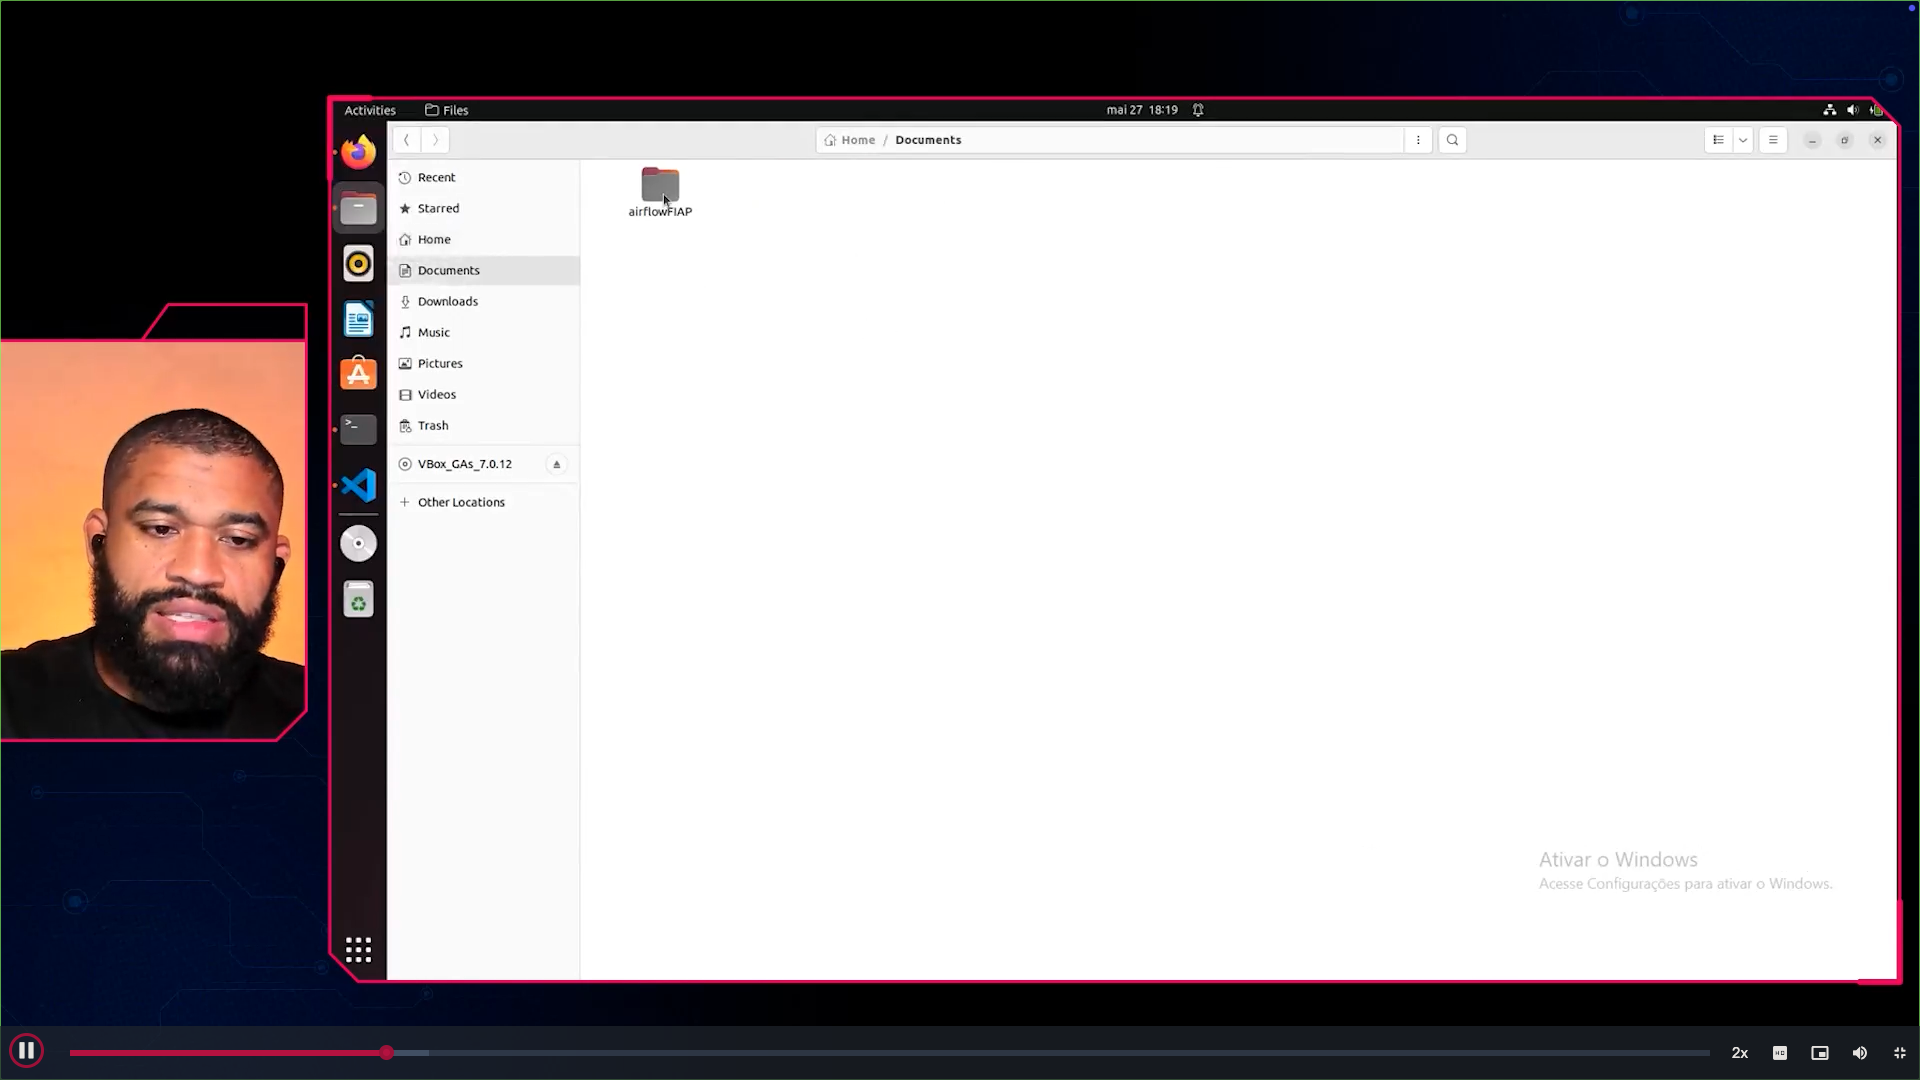 Activities Files mai 27 18:19
Home / Documents
Recent
Starred
Home
Documents
Downloads
Music
Pictures
Videos
Trash
VBox_GAs_7.0.12
Other Locations
airflowFIAP
Ativar o Windows
Acesse Configurações para ativar o Windows.
2x